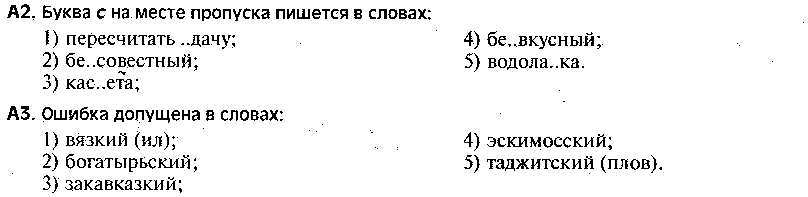 А2. Буква с на месте пропуска пишется в словах:
1) пересчитать ..дачу;
2) бе..совестный;
3) кас..ета;
4) бе..вкусный;
5) водола..ка.
А3. Ошибка допущена в словах:
1) вязкий (ил);
2) богатырьский;
3) закавказкий;
4) эскимосский;
5) таджитский (плов).